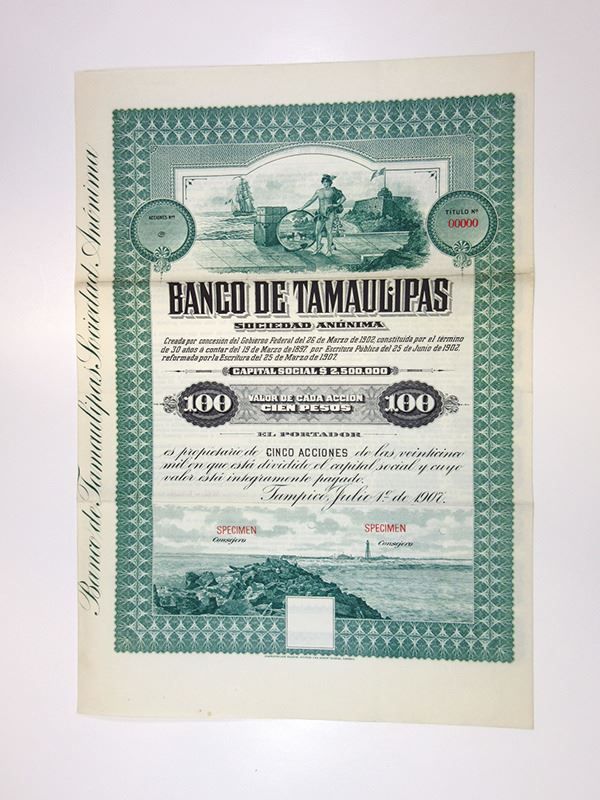 Banco de Tamaulipas, Sociedad Anónima
ACCIONES Nos
TÍTULO No
00000
BANCO DE TAMAULIPAS
SOCIEDAD ANÓNIMA
Creada por concesión del Gobierno Federal del 26 de Marzo de 1902, constituida por el término
de 30 años á contar del 19 de Marzo de 1897, por Escritura Pública del 25 de Junio de 1902,
reformada por la Escritura del 25 de Marzo de 1907.
CAPITAL SOCIAL $ 2.500.000
100 VALOR DE CADA ACCION 100
CIEN PESOS
EL PORTADOR
es propietario de CINCO ACCIONES de las veinticinco
mil en que está dividido el capital social y cuyo
valor está integramente pagado.
Tampico, Julio 1º de 1907.
SPECIMEN SPECIMEN
Consejero Consejero